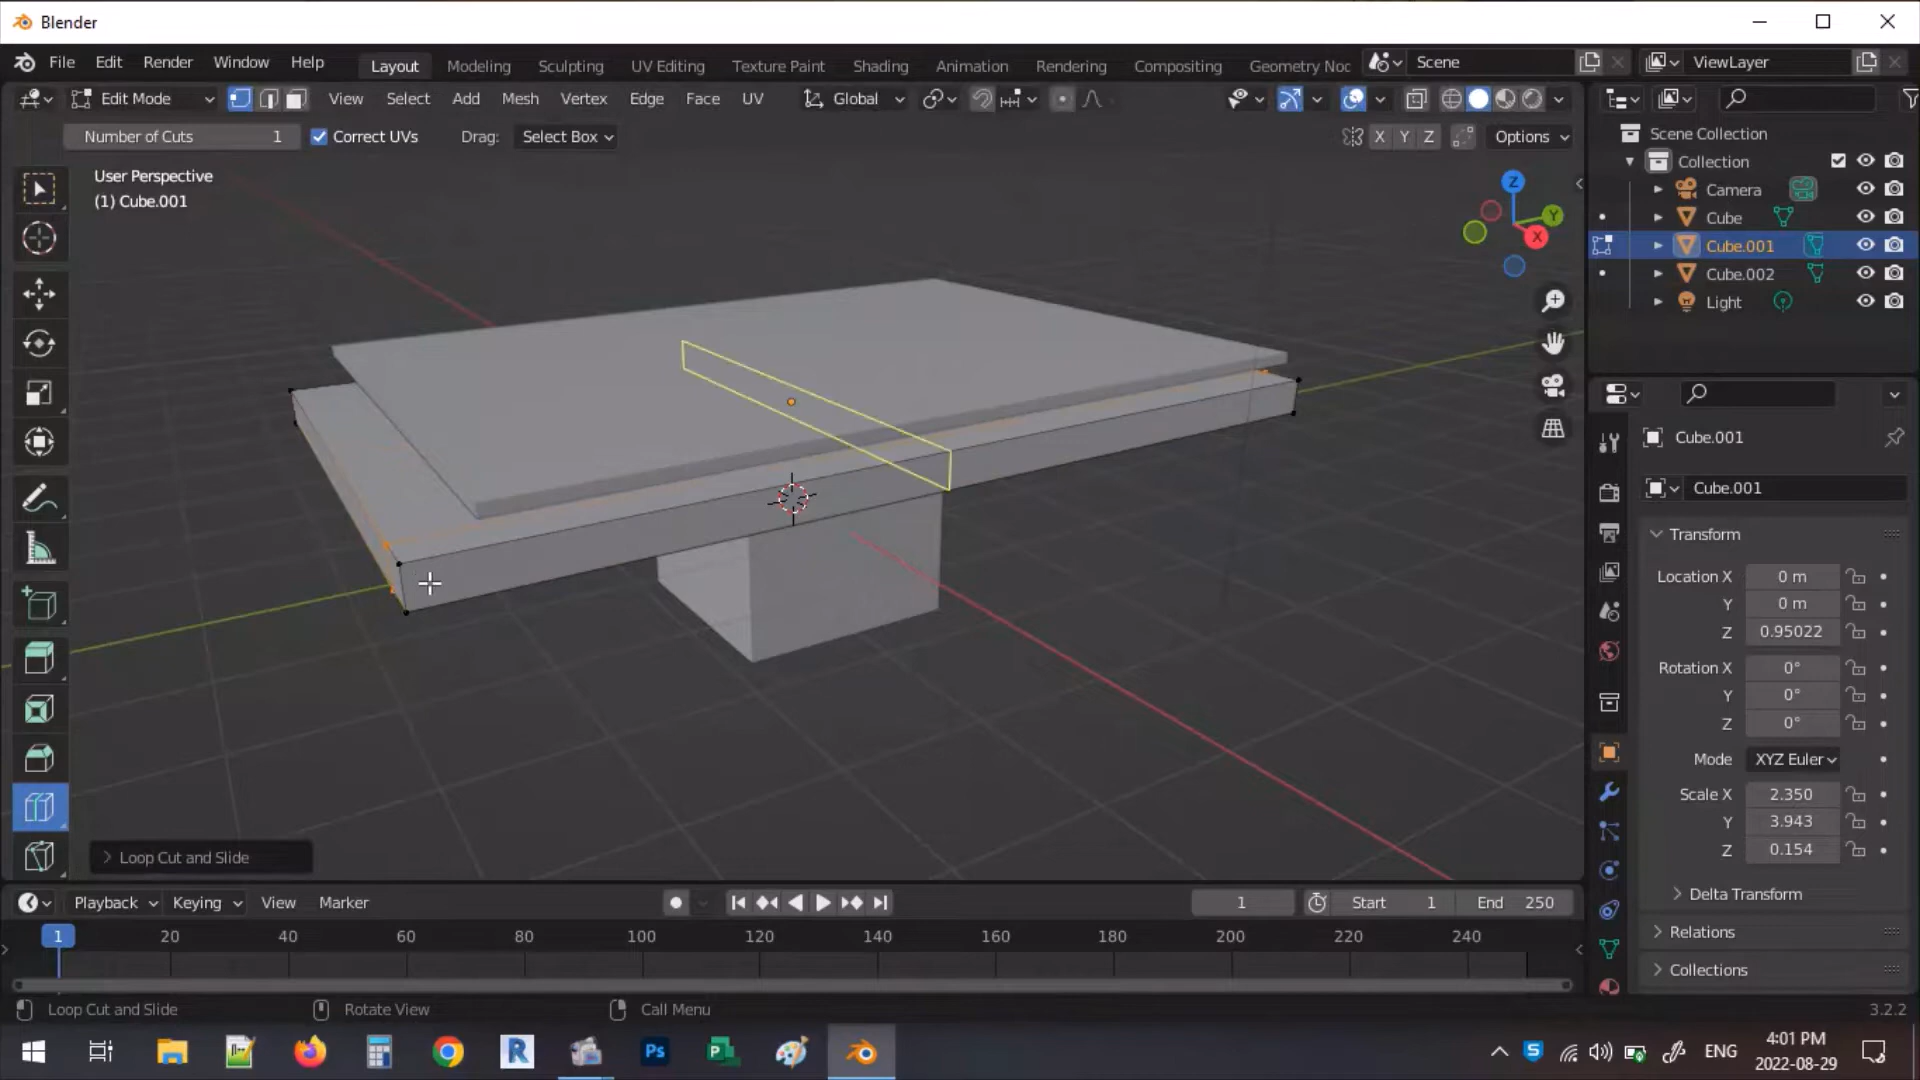 Blender
File Edit Render Window Help Layout Modeling Sculpting UV Editing Texture Paint Shading Animation Rendering Compositing Geometry Noc Scene ViewLayer
Edit Mode View Select Add Mesh Vertex Edge Face UV Global
Number of Cuts 1 Correct UVs Drag: Select Box X Y Z Options
User Perspective
(1) Cube.001
Z
Y
X
Scene Collection
Collection
Camera
Cube
Cube.001
Cube.002
Light
Cube.001
Cube.001
Transform
Location X 0 m
Y 0 m
Z 0.95022
Rotation X 0°
Y 0°
Z 0°
Mode XYZ Euler
Scale X 2.350
Y 3.943
Z 0.154
Delta Transform
Relations
Collections
Loop Cut and Slide
Playback Keying View Marker 1 Start 1 End 250
1 20 40 60 80 100 120 140 160 180 200 220 240
Loop Cut and Slide Rotate View Call Menu 3.2.2
R Ps P S ENG
4:01 PM
2022-08-29